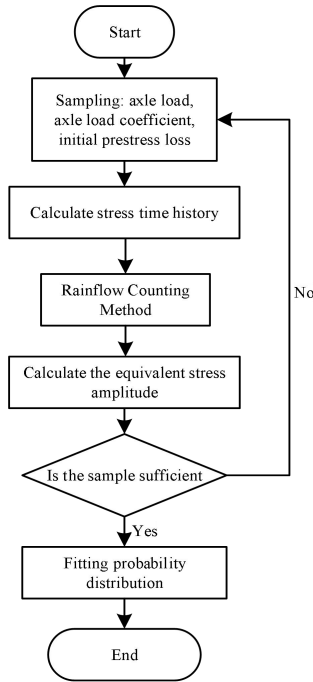 Start
Sampling: axle load,
axle load coefficient,
initial prestress loss
Calculate stress time history
No
Rainflow Counting
Method
Calculate the equivalent stress
amplitude
Is the sample sufficient
Yes
Fitting probability
distribution
End